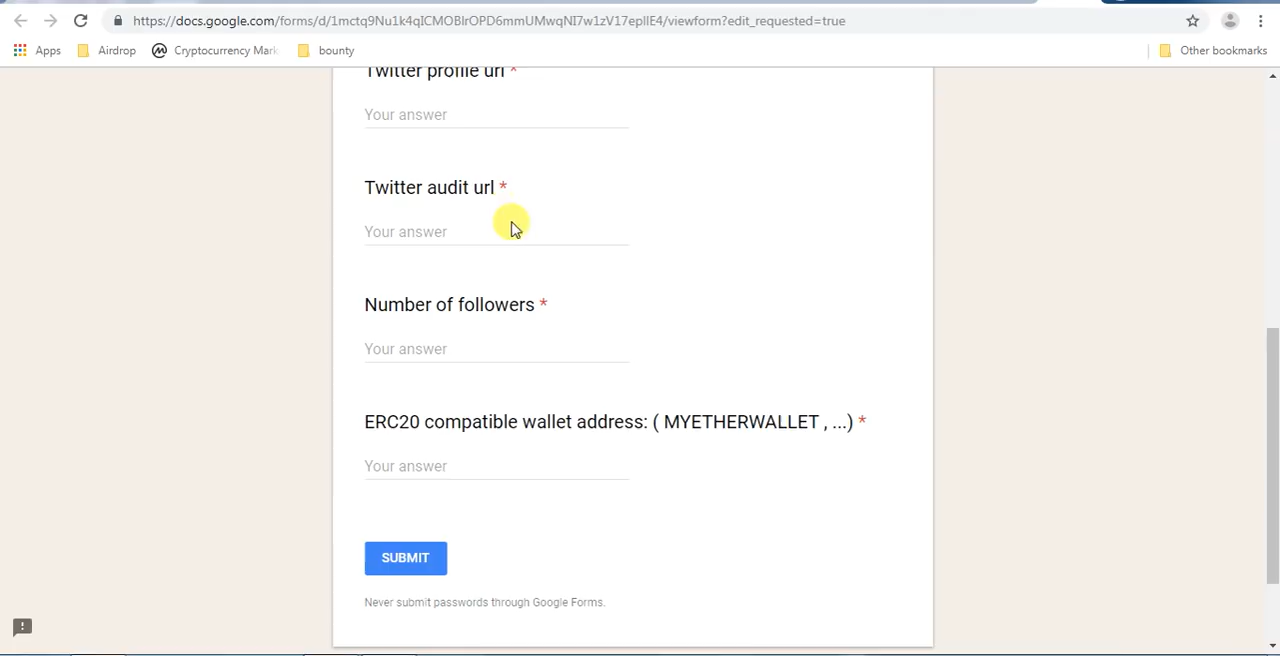 https://docs.google.com/forms/d/1mctq9Nu1k4qICMOBlrOPD6mmUMwqNI7w1zV17epllE4/viewform?edit_requested=true
Apps Airdrop Cryptocurrency Mark bounty Other bookmarks
Twitter profile url *
Your answer
Twitter audit url *
Your answer
Number of followers *
Your answer
ERC20 compatible wallet address: ( MYETHERWALLET , ...) *
Your answer
SUBMIT
Never submit passwords through Google Forms.